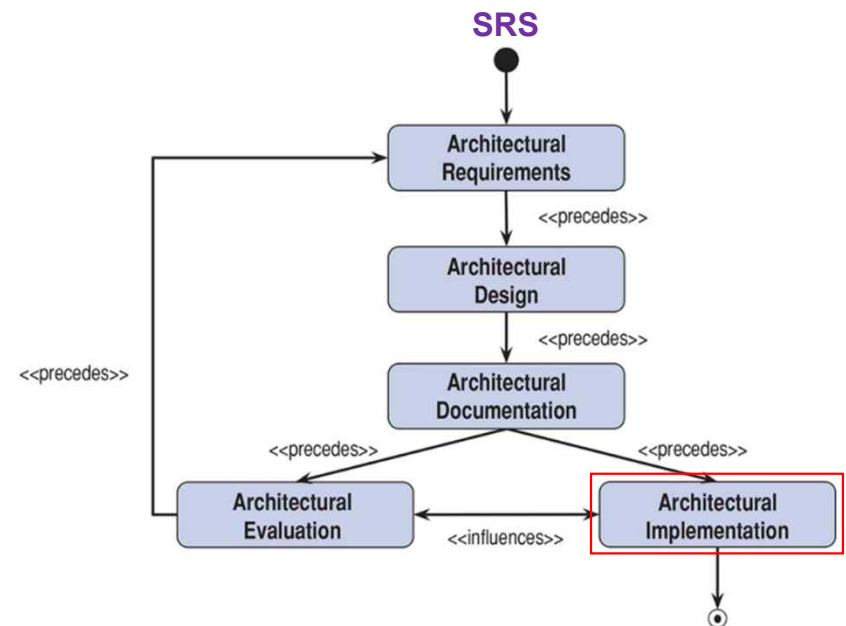 SRS
Architectural
Requirements
<<precedes>>
Architectural
Design
<<precedes>>
<<precedes>>
Architectural
Documentation
<<precedes>>
<<precedes>>
Architectural
Evaluation
<<influences>>
Architectural
Implementation